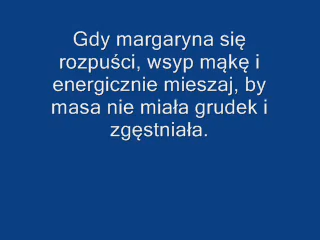 Gdy margaryna się
rozpuści, wsyp mąkę i
energicznie mieszaj, by
masa nie miała grudek i
zgęstniała.